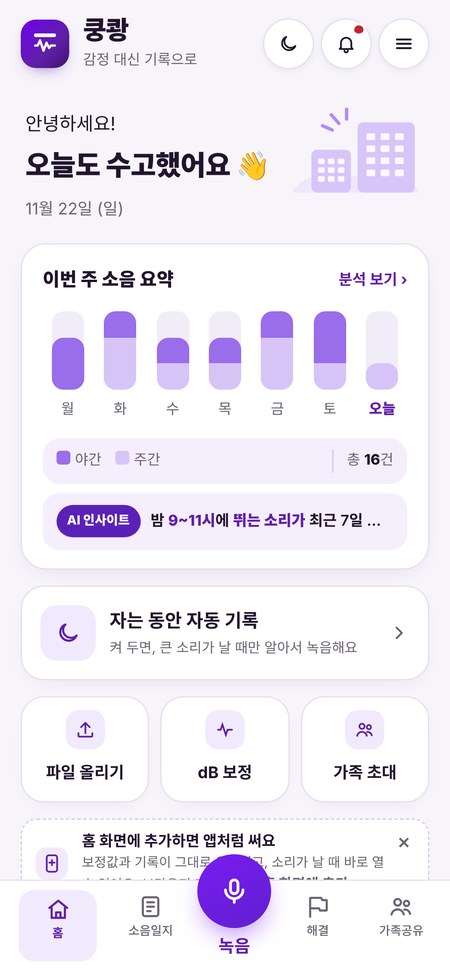 쿵쾅
감정 대신 기록으로
안녕하세요!
오늘도 수고했어요 👋
11월 22일 (일)
이번 주 소음 요약
분석 보기 ›
월 화 수 목 금 토 오늘
야간 주간 총 16건
AI 인사이트 밤 9~11시에 뛰는 소리가 최근 7일 ...
자는 동안 자동 기록
켜 두면, 큰 소리가 날 때만 알아서 녹음해요
파일 올리기 dB 보정 가족 초대
홈 화면에 추가하면 앱처럼 써요
보정값과 기록이 그대로 소리가 날 때 바로 열
홈 소음일지 녹음 해결 가족공유